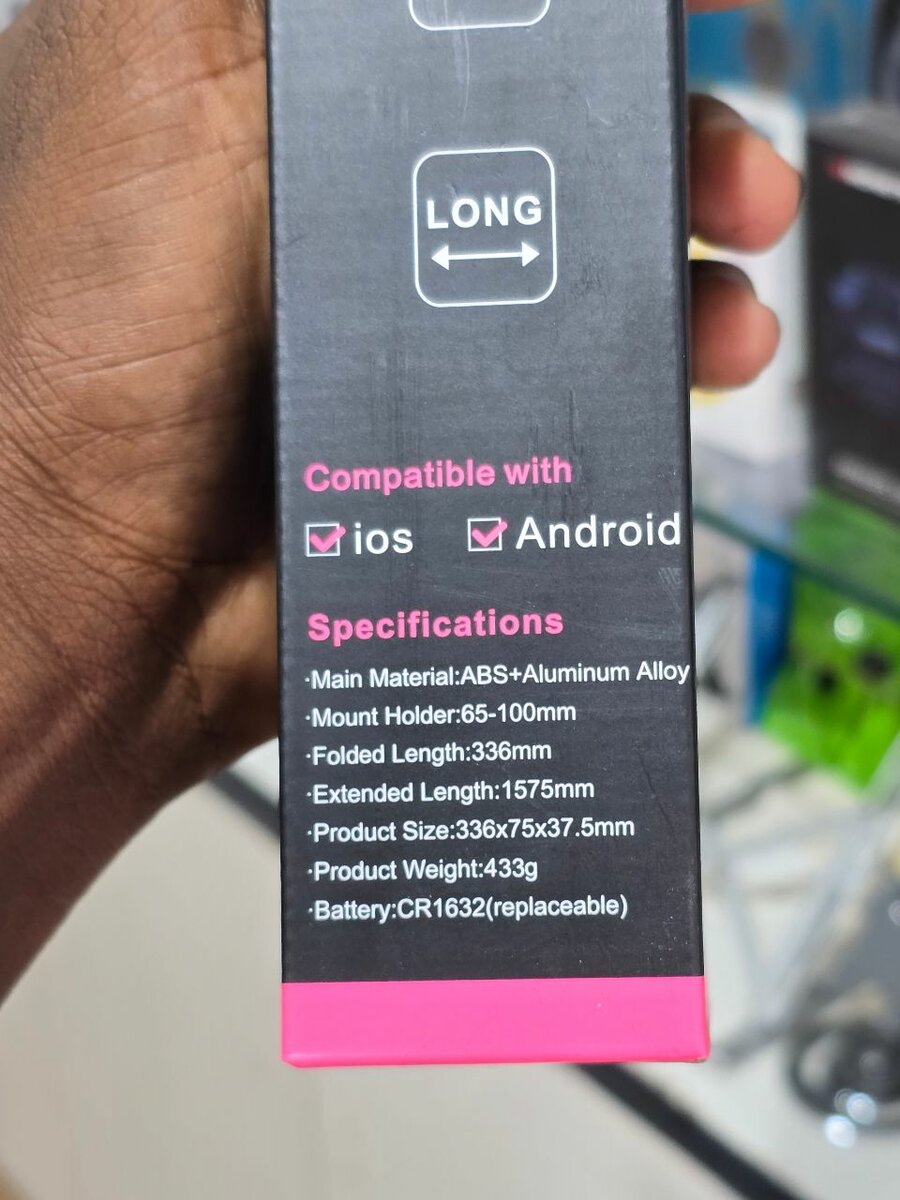 LONG
Compatible with
ios Android
Specifications
·Main Material:ABS+Aluminum Alloy
·Mount Holder:65-100mm
·Folded Length:336mm
·Extended Length:1575mm
·Product Size:336x75x37.5mm
·Product Weight:433g
·Battery:CR1632(replaceable)